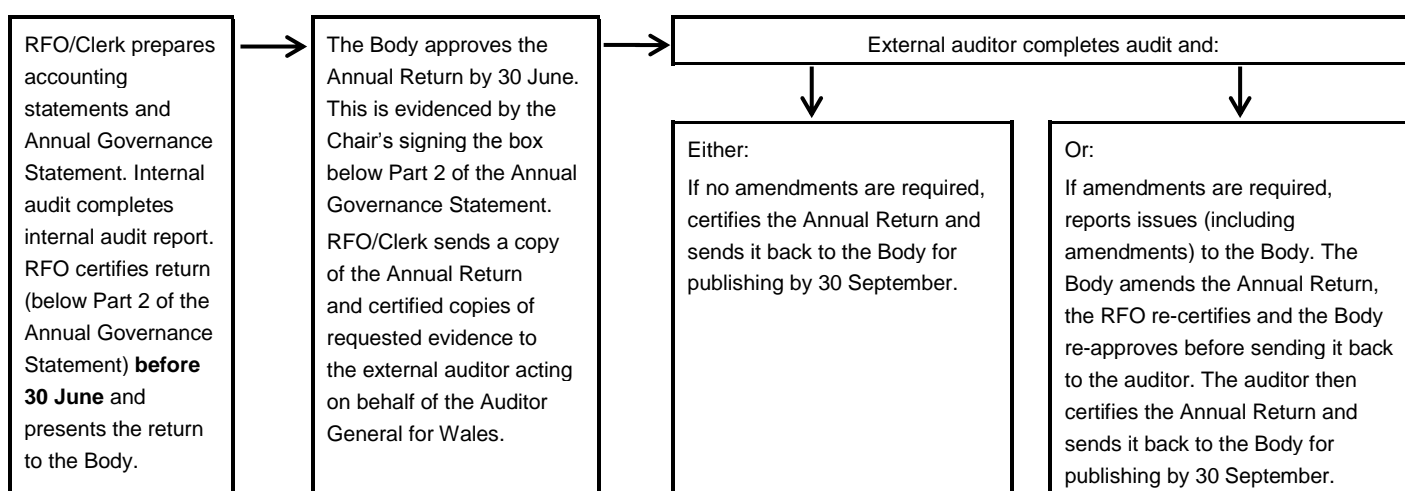 RFO/Clerk prepares
accounting
statements and
Annual Governance
Statement. Internal
audit completes
internal audit report.
RFO certifies return
(below Part 2 of the
Annual Governance
Statement) before
30 June and
presents the return
to the Body.
The Body approves the
Annual Return by 30 June.
This is evidenced by the
Chair’s signing the box
below Part 2 of the Annual
Governance Statement.
RFO/Clerk sends a copy
of the Annual Return
and certified copies of
requested evidence to
the external auditor acting
on behalf of the Auditor
General for Wales.
External auditor completes audit and:
Either:
If no amendments are required,
certifies the Annual Return and
sends it back to the Body for
publishing by 30 September.
Or:
If amendments are required,
reports issues (including
amendments) to the Body. The
Body amends the Annual Return,
the RFO re-certifies and the Body
re-approves before sending it back
to the auditor. The auditor then
certifies the Annual Return and
sends it back to the Body for
publishing by 30 September.